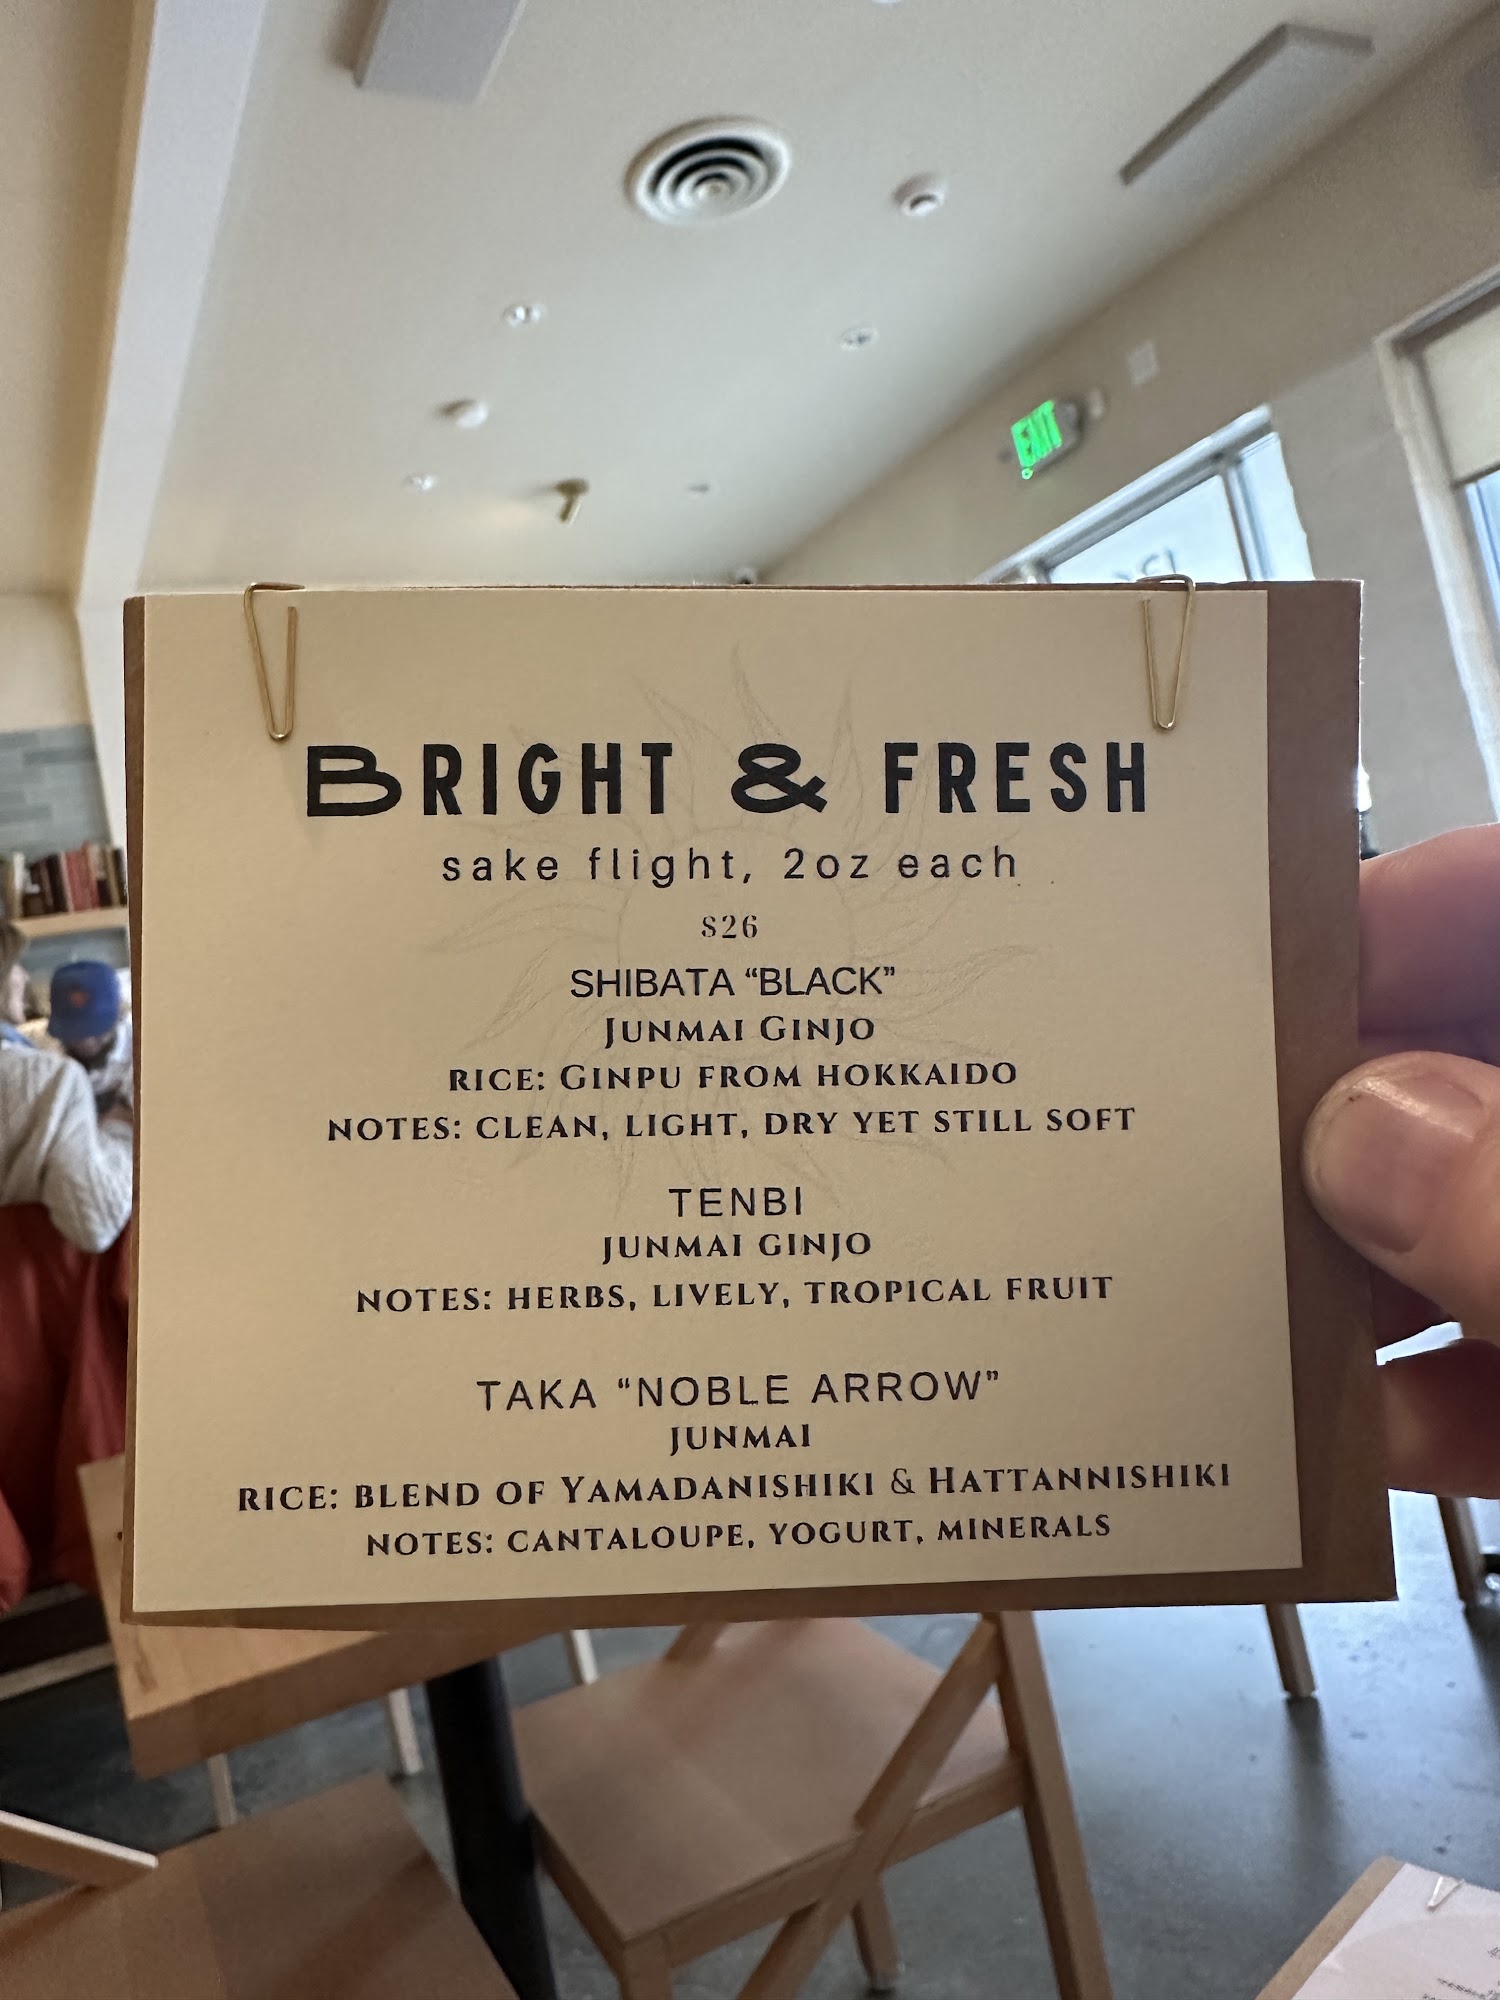 EXIT
BRIGHT & FRESH
sake flight, 2oz each
$26
SHIBATA “BLACK”
JUNMAI GINJO
RICE: GINPU FROM HOKKAIDO
NOTES: CLEAN, LIGHT, DRY YET STILL SOFT
TENBI
JUNMAI GINJO
NOTES: HERBS, LIVELY, TROPICAL FRUIT
TAKA “NOBLE ARROW”
JUNMAI
RICE: BLEND OF YAMADANISHIKI & HATTANNISHIKI
NOTES: CANTALOUPE, YOGURT, MINERALS